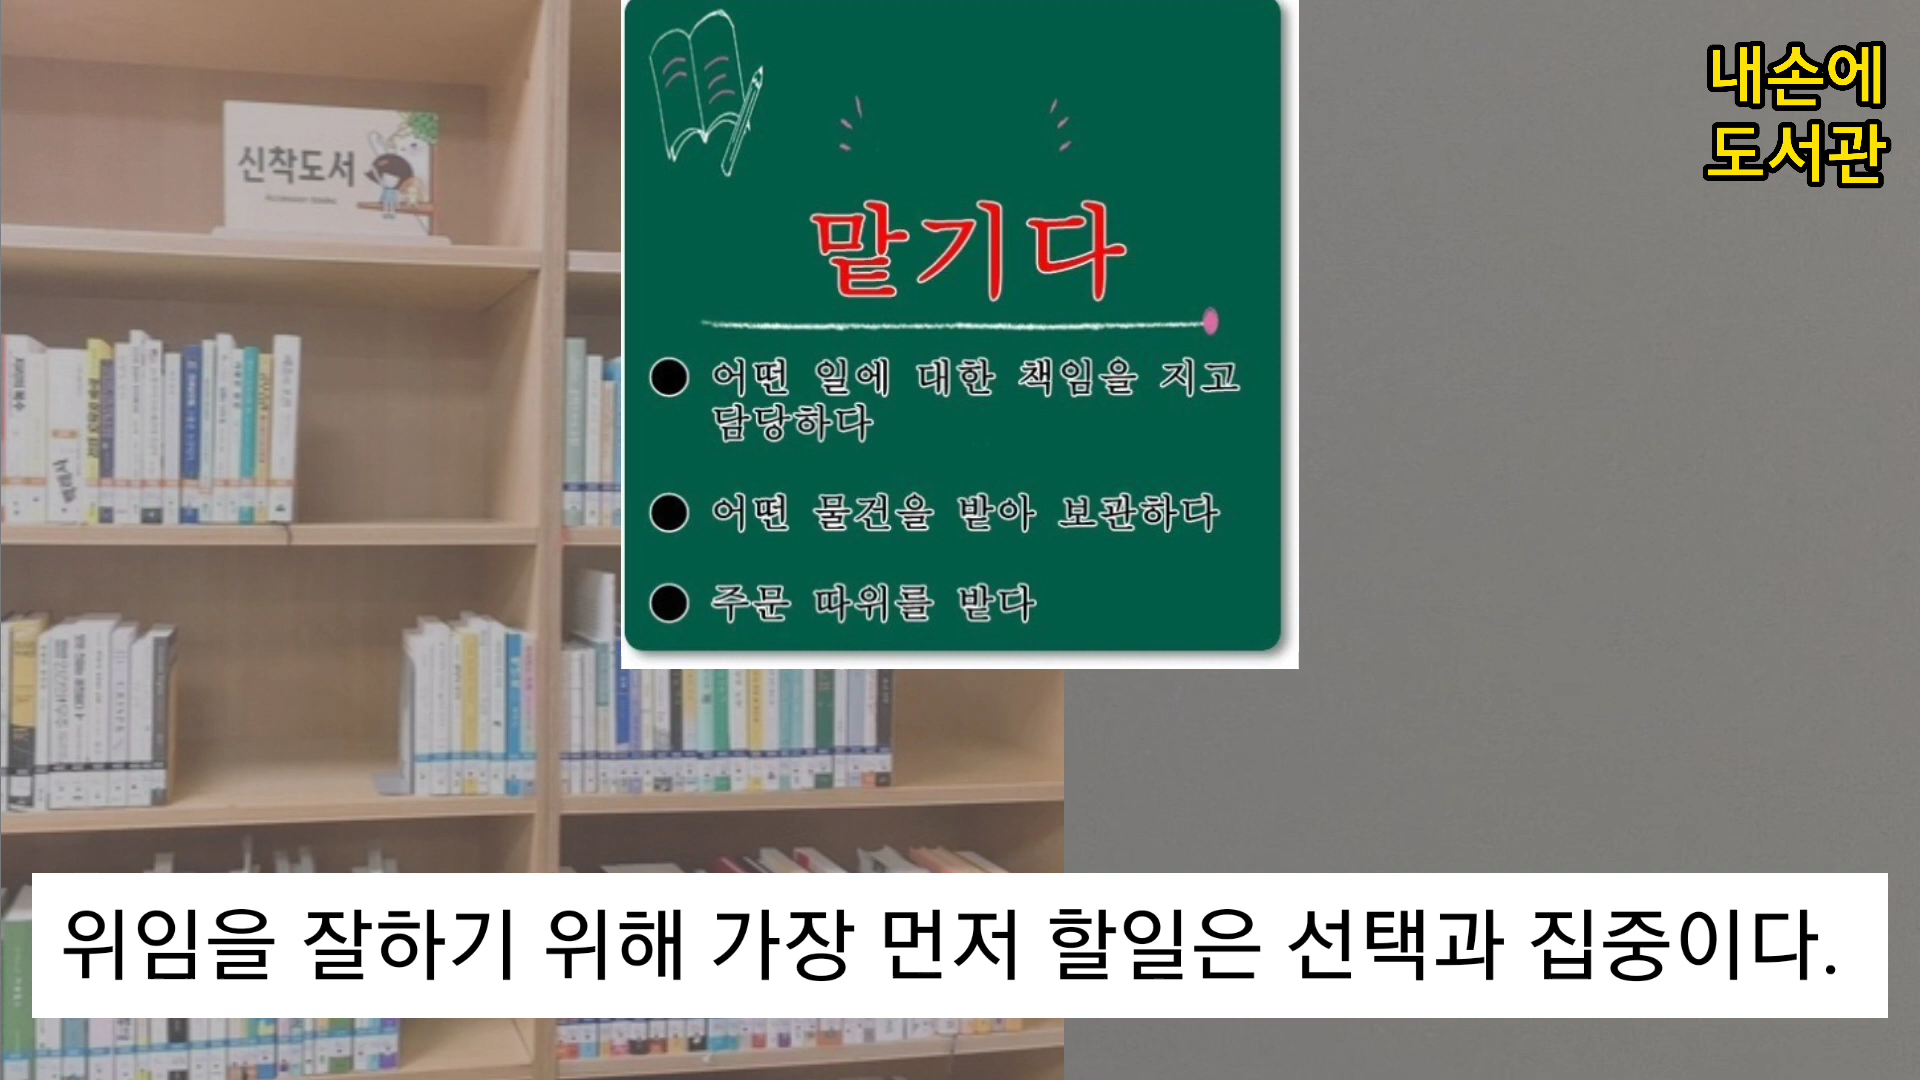 내손에
도서관
신착도서
맡기다
어떤 일에 대한 책임을 지고
담당하다
어떤 물건을 받아 보관하다
주문 따위를 받다
위임을 잘하기 위해 가장 먼저 할일은 선택과 집중이다.